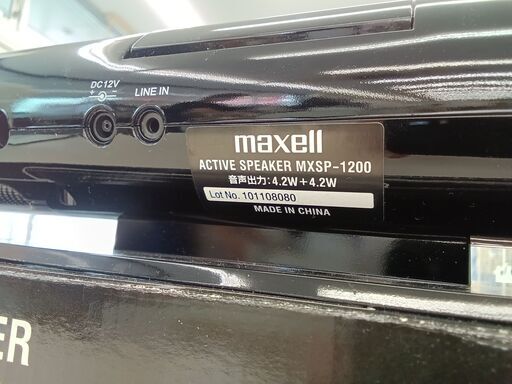 DC12V
LINE IN
maxell
ACTIVE SPEAKER MXSP-1200
音声出力:4.2W+4.2W
Lot No. 101108080
MADE IN CHINA
ER